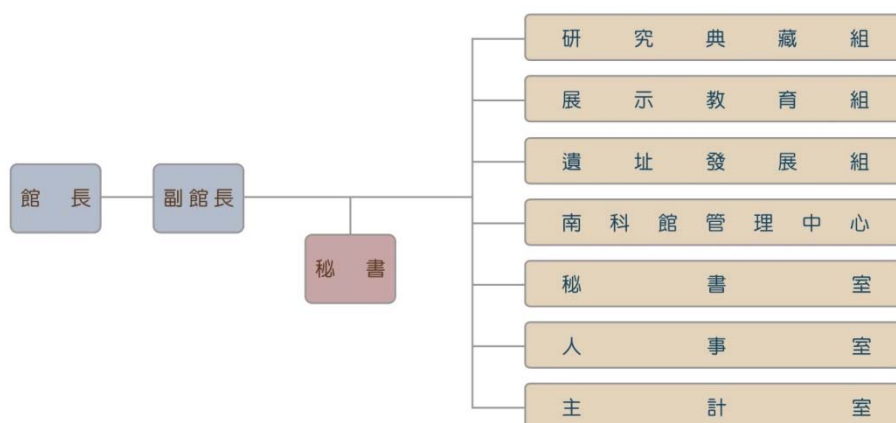 館長
副館長
秘書
研究典藏組
展示教育組
遺址發展組
南科館管理中心
秘書室
人事室
主計室